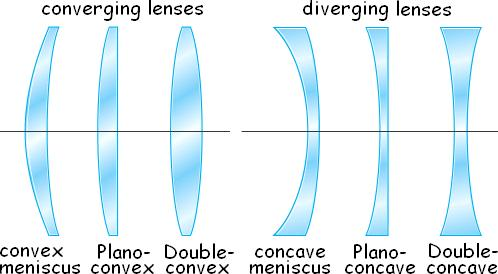 converging lenses
diverging lenses
convex
meniscus
Plano-
convex
Double-
convex
concave
meniscus
Plano-
concave
Double-
concave